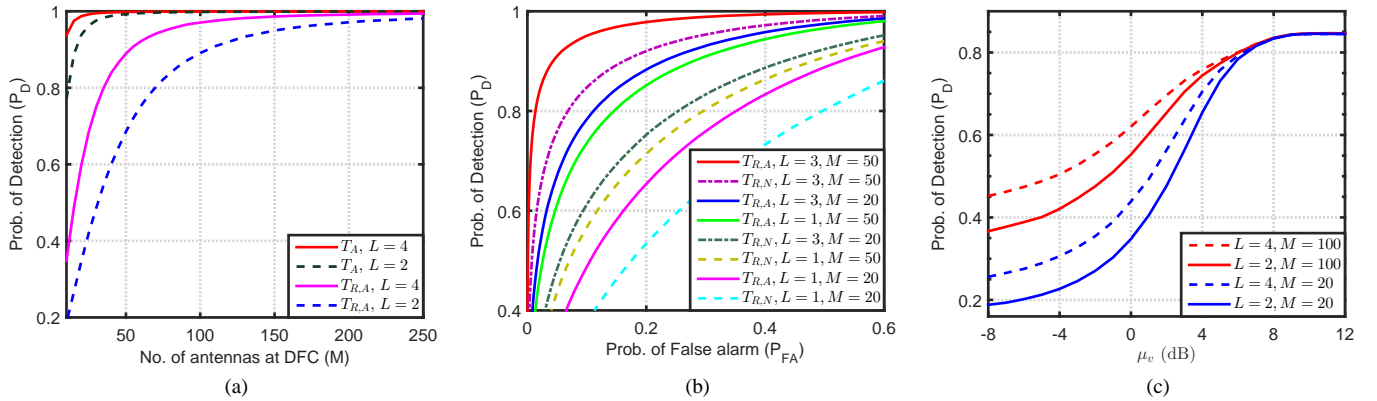 Prob. of Detection (P_D)
1
0.8
0.6
0.4
0.2
50 100 150 200 250
No. of antennas at DFC (M)
T_A, L = 4
T_A, L = 2
T_{R,A}, L = 4
T_{R,A}, L = 2
(a)
Prob. of Detection (P_D)
1
0.8
0.6
0.4
0 0.2 0.4 0.6
Prob. of False alarm (P_{FA})
T_{R,A}, L = 3, M = 50
T_{R,N}, L = 3, M = 50
T_{R,A}, L = 3, M = 20
T_{R,A}, L = 1, M = 50
T_{R,N}, L = 3, M = 20
T_{R,N}, L = 1, M = 50
T_{R,A}, L = 1, M = 20
T_{R,N}, L = 1, M = 20
(b)
Prob. of Detection (P_D)
0.8
0.6
0.4
0.2
-8 -4 0 4 8 12
μ_v (dB)
L = 4, M = 100
L = 2, M = 100
L = 4, M = 20
L = 2, M = 20
(c)